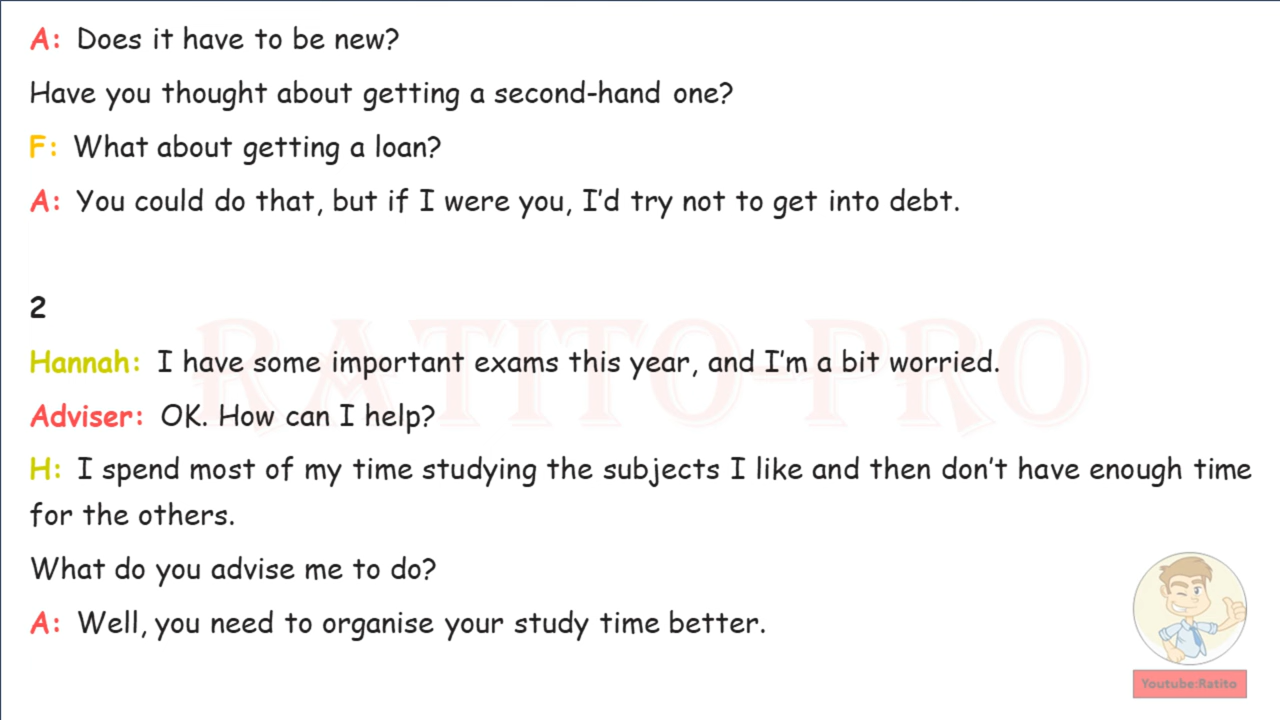 A: Does it have to be new?
Have you thought about getting a second-hand one?
F: What about getting a loan?
A: You could do that, but if I were you, I'd try not to get into debt.
2
RATITO-PRO
Hannah: I have some important exams this year, and I'm a bit worried.
Adviser: OK. How can I help?
H: I spend most of my time studying the subjects I like and then don't have enough time
for the others.
What do you advise me to do?
A: Well, you need to organise your study time better.
Youtube:Ratito